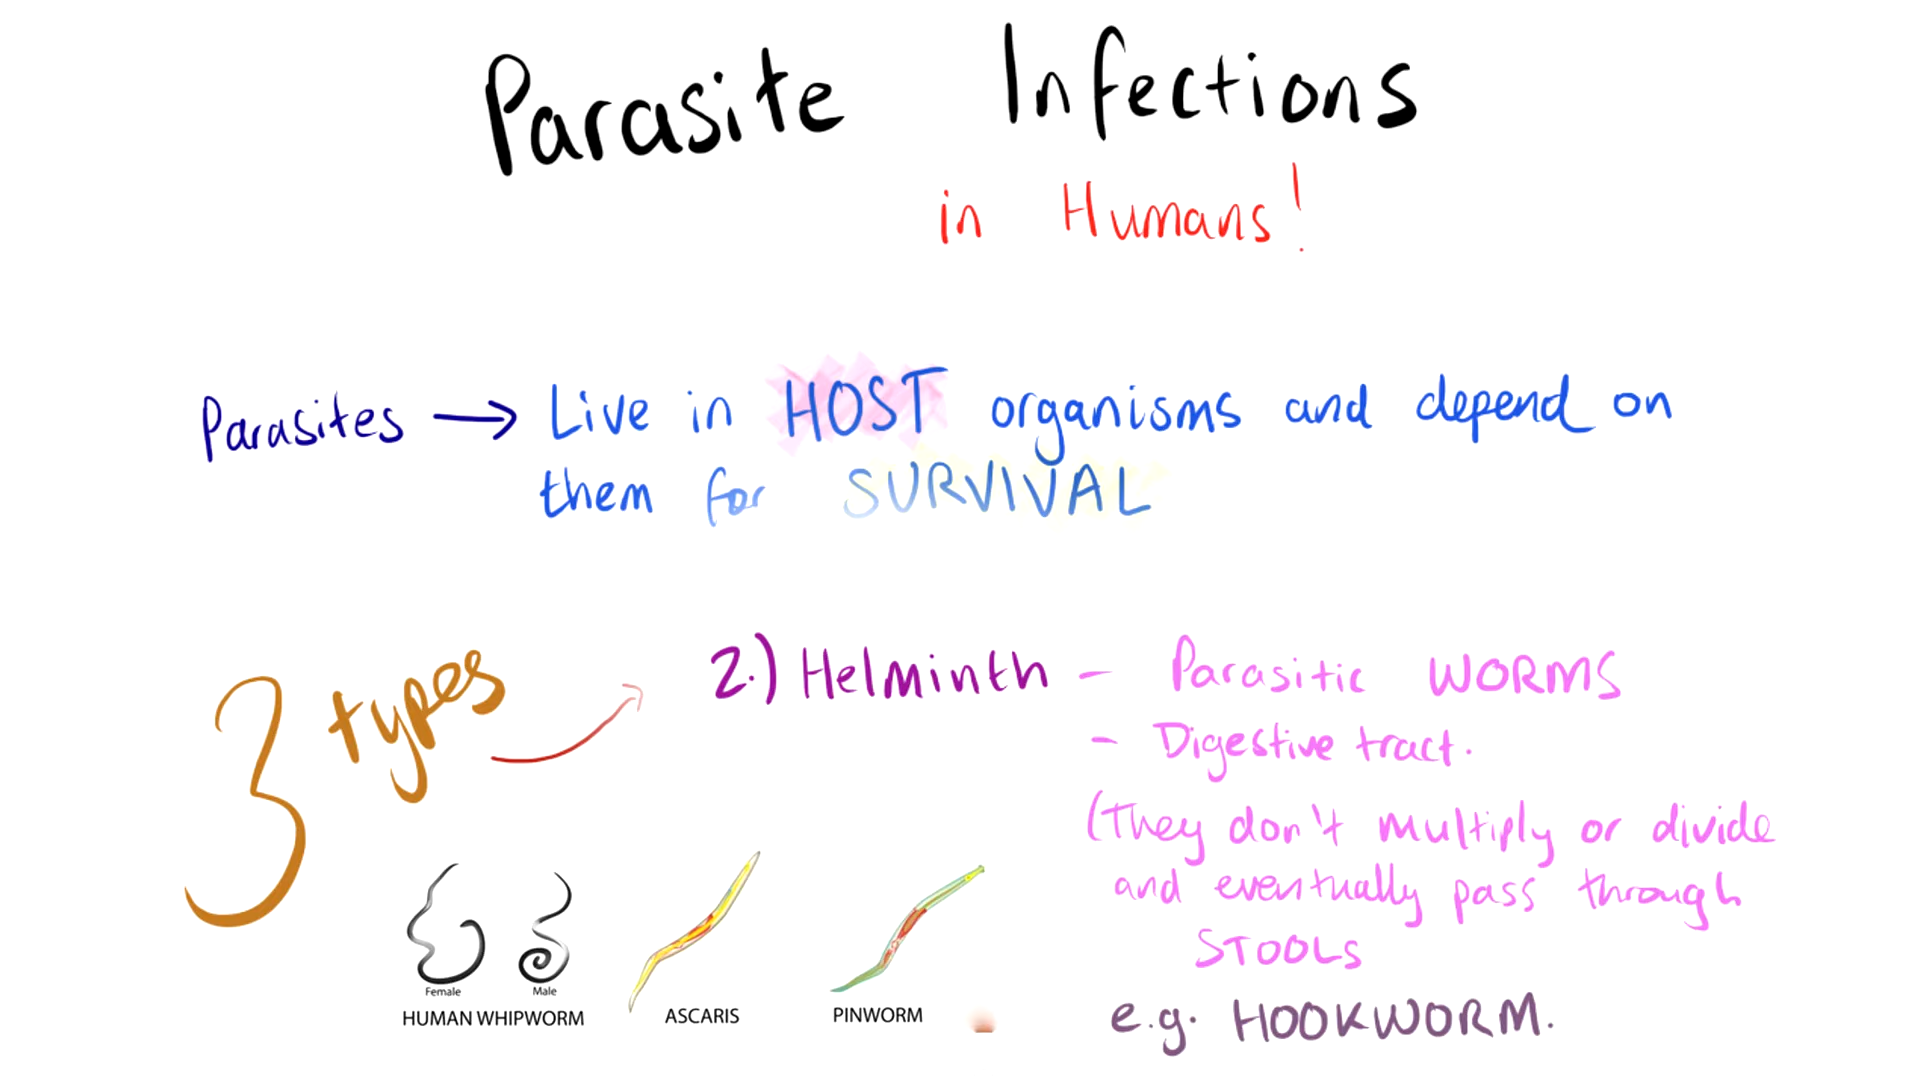 Parasite Infections
in Humans!
Parasites → Live in HOST organisms and depend on
them for SURVIVAL
3 types
2.) Helminth - Parasitic WORMS
- Digestive tract.
(They don't multiply or divide
and eventually pass through
STOOLS
e.g. HOOKWORM.
Female
Male
HUMAN WHIPWORM
ASCARIS
PINWORM